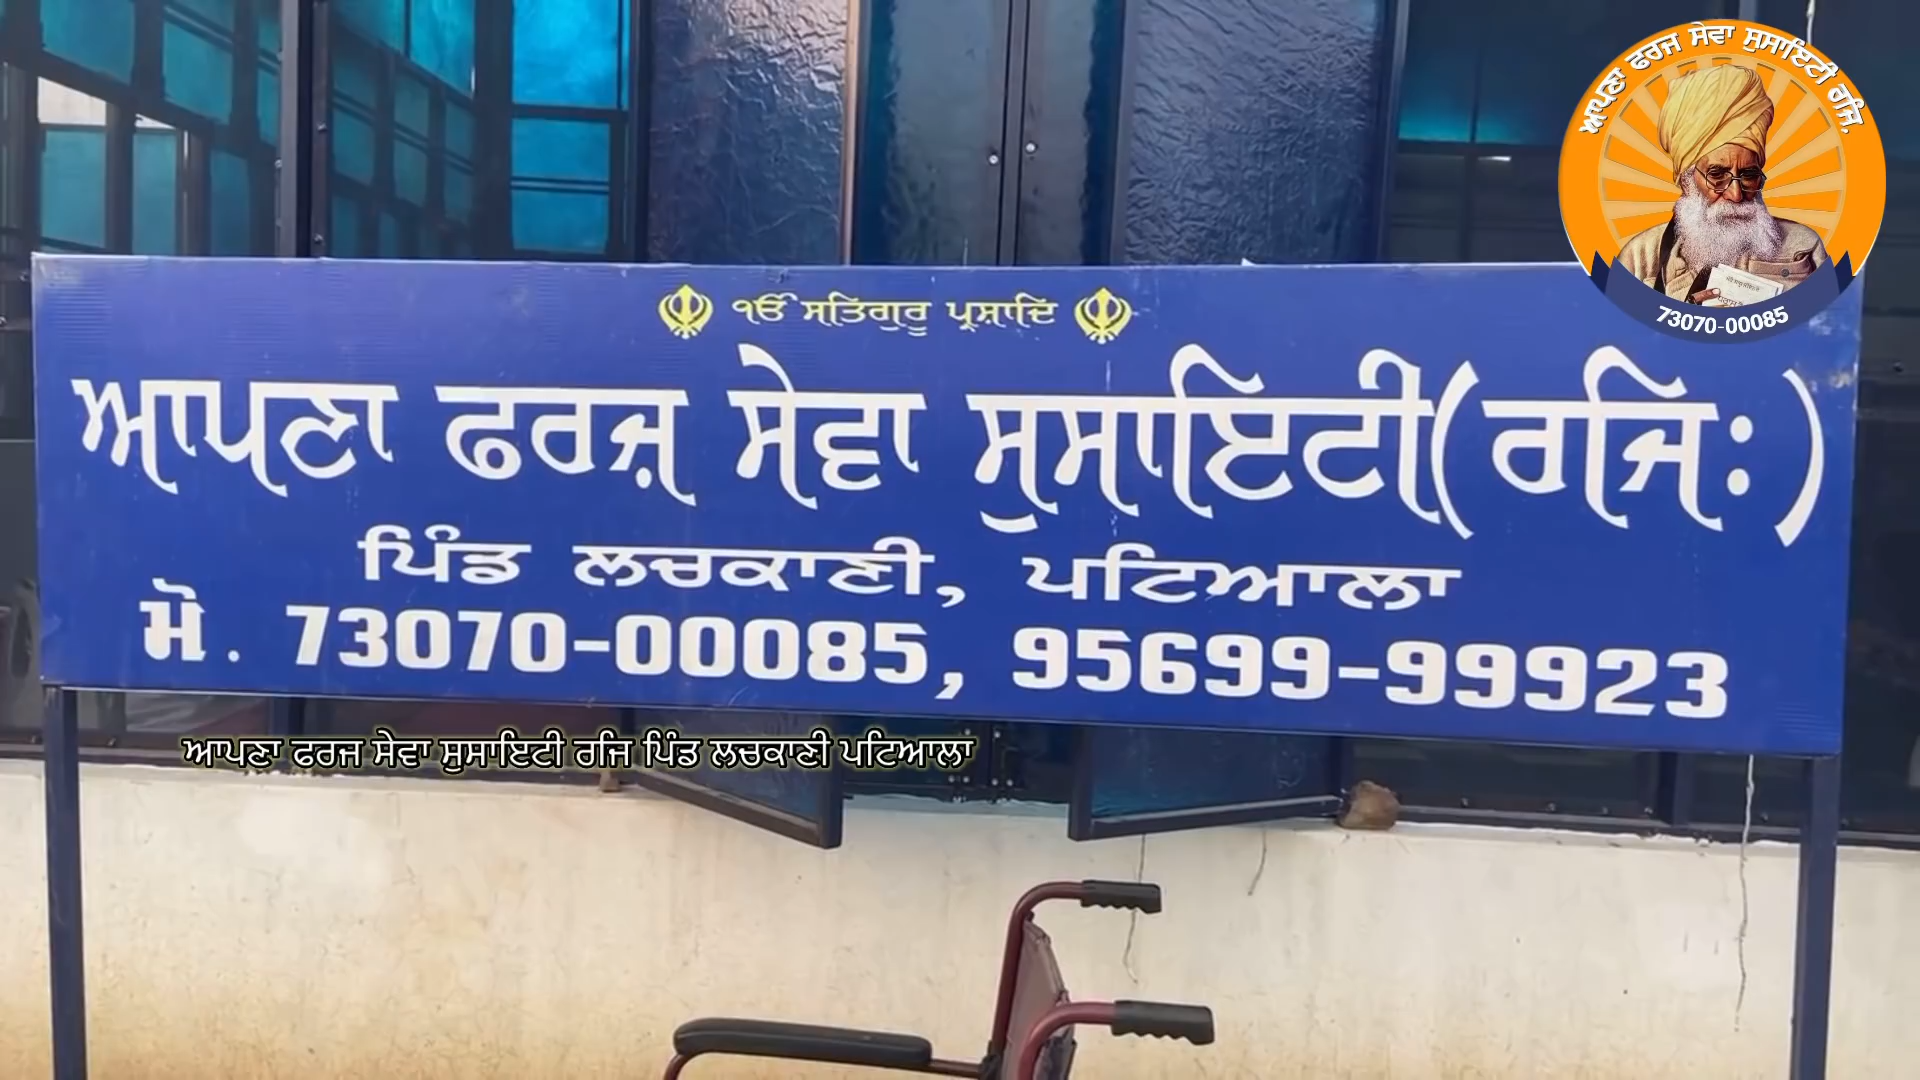 ਆਪਣਾ ਫਰਜ ਸੇਵਾ ਸੁਸਾਇਟੀ ਰਜਿ.
73070-00085
ੴ ਸਤਿਗੁਰੂ ਪ੍ਰਸ਼ਾਦਿ
ਆਪਣਾ ਫਰਜ਼ ਸੇਵਾ ਸੁਸਾਇਟੀ(ਰਜਿ:)
ਪਿੰਡ ਲਚਕਾਣੀ, ਪਟਿਆਲਾ
ਮੋ. 73070-00085, 95699-99923
ਆਪਣਾ ਫਰਜ ਸੇਵਾ ਸੁਸਾਇਟੀ ਰਜਿ ਪਿੰਡ ਲਚਕਾਣੀ ਪਟਿਆਲਾ